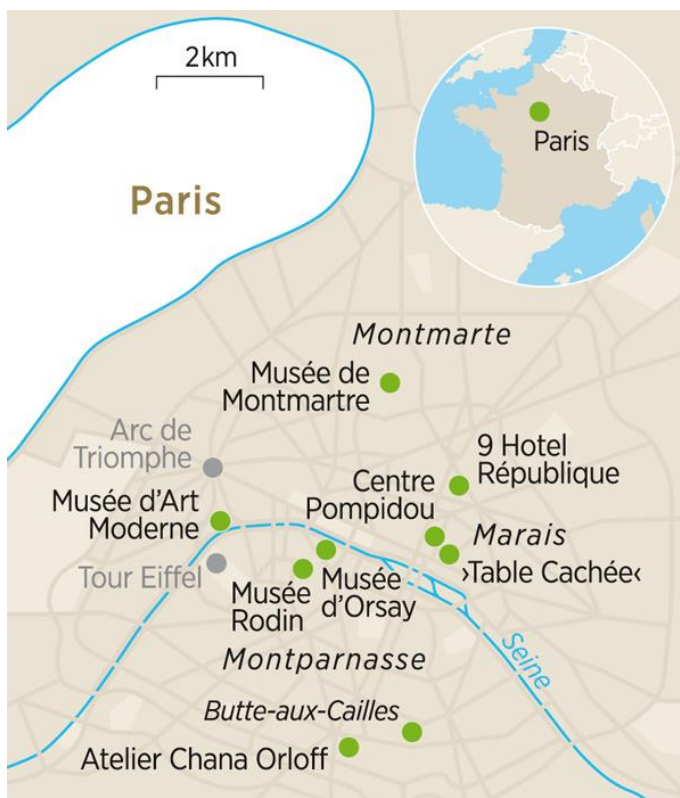 2km
Paris
Paris
Montmarte
Musée de
Montmartre
Arc de
Triomphe
9 Hotel
République
Centre
Pompidou
Musée d'Art
Moderne
Marais
›Table Cachée‹
Tour Eiffel
Musée
Rodin
Musée
d'Orsay
Seine
Montparnasse
Butte-aux-Cailles
Atelier Chana Orloff